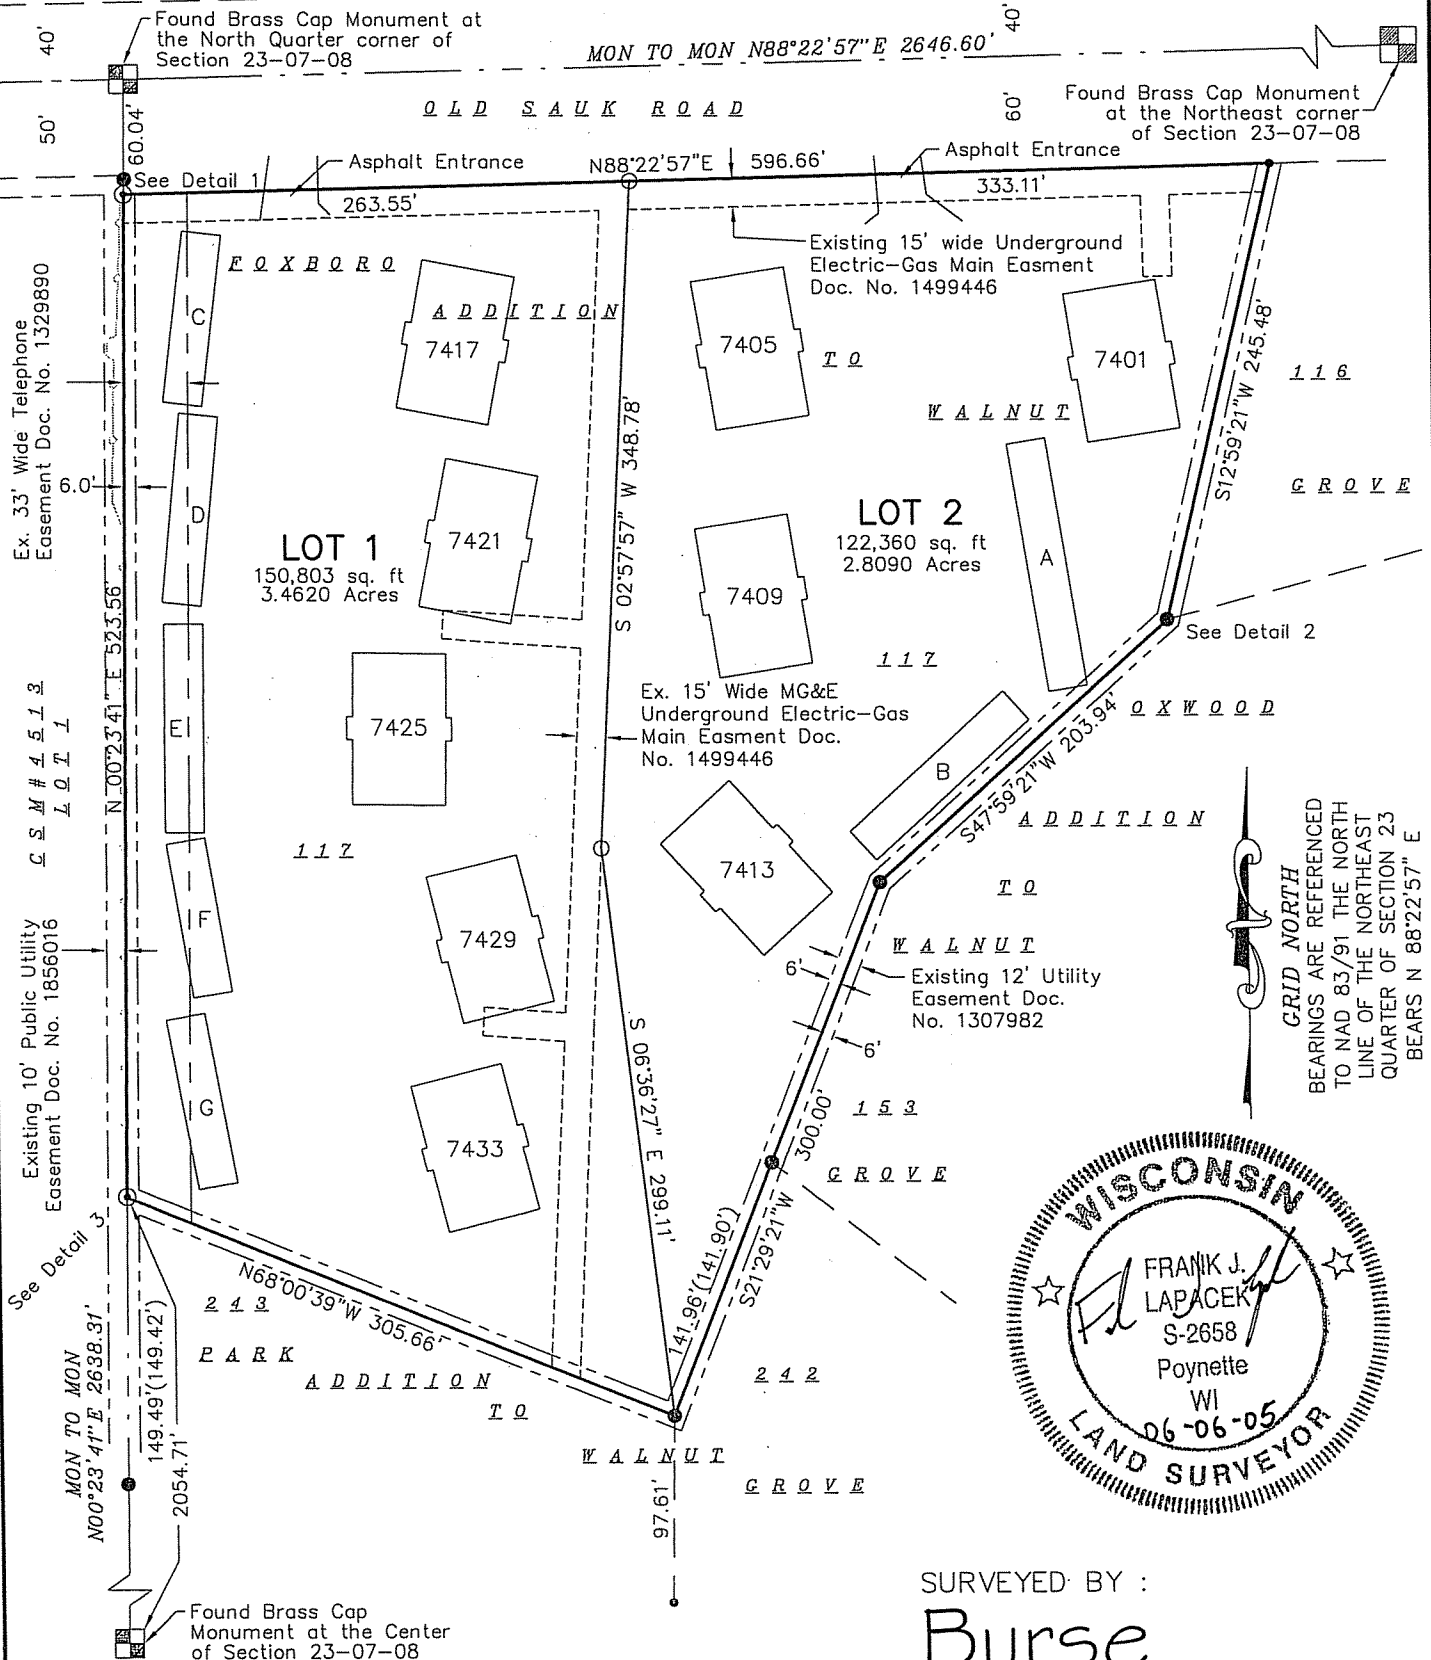 Found Brass Cap Monument at
the North Quarter corner of
Section 23-07-08
40'
40'
MON TO MON N88°22'57"E 2646.60'
Found Brass Cap Monument
at the Northeast corner
of Section 23-07-08
50'
60.04'
OLD SAUK ROAD
60'
See Detail 1
Asphalt Entrance
N88°22'57"E 596.66'
Asphalt Entrance
263.55'
333.11'
Existing 15' wide Underground
Electric-Gas Main Easment
Doc. No. 1499446
FOXBORO
ADDITION
TO
WALNUT
116
GROVE
Ex. 33' Wide Telephone
Easement Doc. No. 1329890
C
7417
7405
7401
S12°59'21"W 245.48'
6.0'
D
LOT 1
150,803 sq. ft
3.4620 Acres
7421
S 02°57'57" W 348.78'
LOT 2
122,360 sq. ft
2.8090 Acres
7409
A
See Detail 2
117
N 00°23'41" E 523.56'
CSM#4513
LOT 1
E
7425
Ex. 15' Wide MG&E
Underground Electric-Gas
Main Easment Doc.
No. 1499446
OXWOOD
S47°59'21"W 203.94'
B
ADDITION
117
7413
TO
F
7429
WALNUT
Existing 10' Public Utility
Easement Doc. No. 1856016
6'
Existing 12' Utility
Easement Doc.
No. 1307982
6'
GRID NORTH
BEARINGS ARE REFERENCED
TO NAD 83/91 THE NORTH
LINE OF THE NORTHEAST
QUARTER OF SECTION 23
BEARS N 88°22'57" E
G
7433
S 06°36'27" E 299.11'
153
300.00'
GROVE
S21°29'21"W
141.96'(141.90')
See Detail 3
N68°00'39"W 305.66'
243
PARK
ADDITION
TO
WALNUT
GROVE
242
MON TO MON
N00°23'41"E 2638.31'
149.49'(149.42')
2054.71'
97.61'
WISCONSIN
FRANK J.
LAPACEK
S-2658
Poynette
WI
06-06-05
LAND SURVEYOR
Found Brass Cap
Monument at the Center
of Section 23-07-08
SURVEYED BY :
Burse